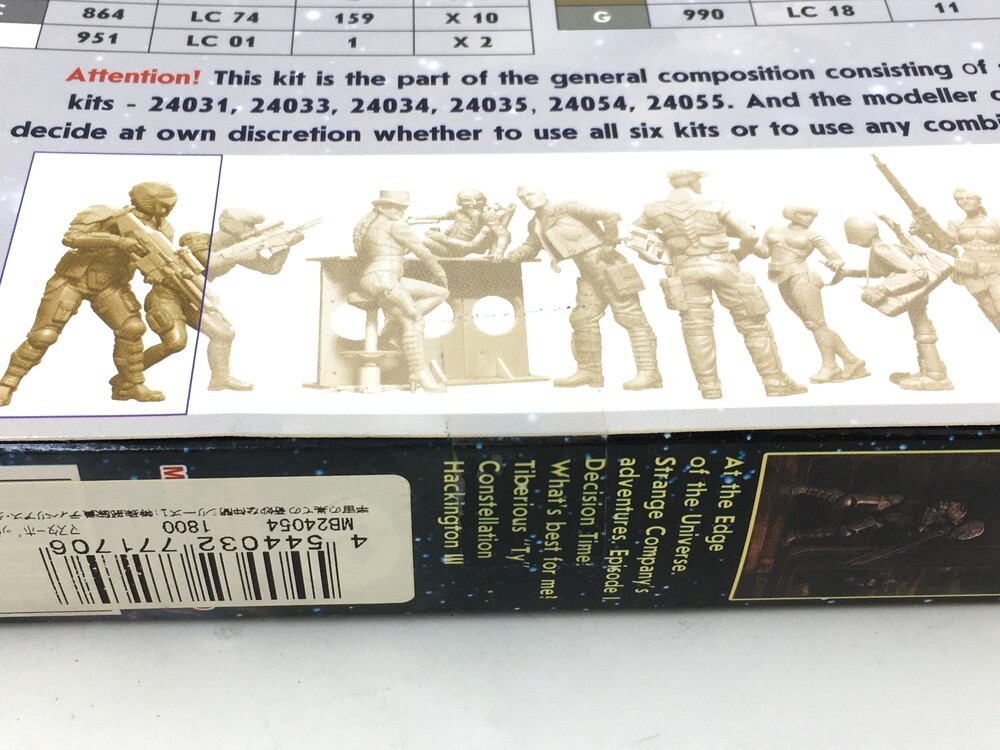 864 LC 74 159 X 10
951 LC 01 1 X 2
G 990 LC 18 11
Attention! This kit is the part of the general composition consisting of
kits - 24031, 24033, 24034, 24035, 24054, 24055. And the modeller
decide at own discretion whether to use all six kits or to use any
At the Edge
of the Universe.
Strange Company's
adventures, Episode I.
Decision Time!
What's best for me!
Tiberious "Ty"
Constellation
Hackington III
MB24054
1800
4 544032 771706